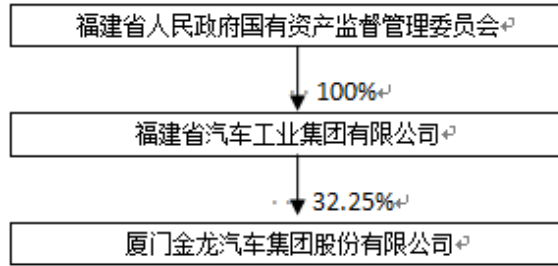 福建省人民政府国有资产监督管理委员会
100%
福建省汽车工业集团有限公司
32.25%
厦门金龙汽车集团股份有限公司